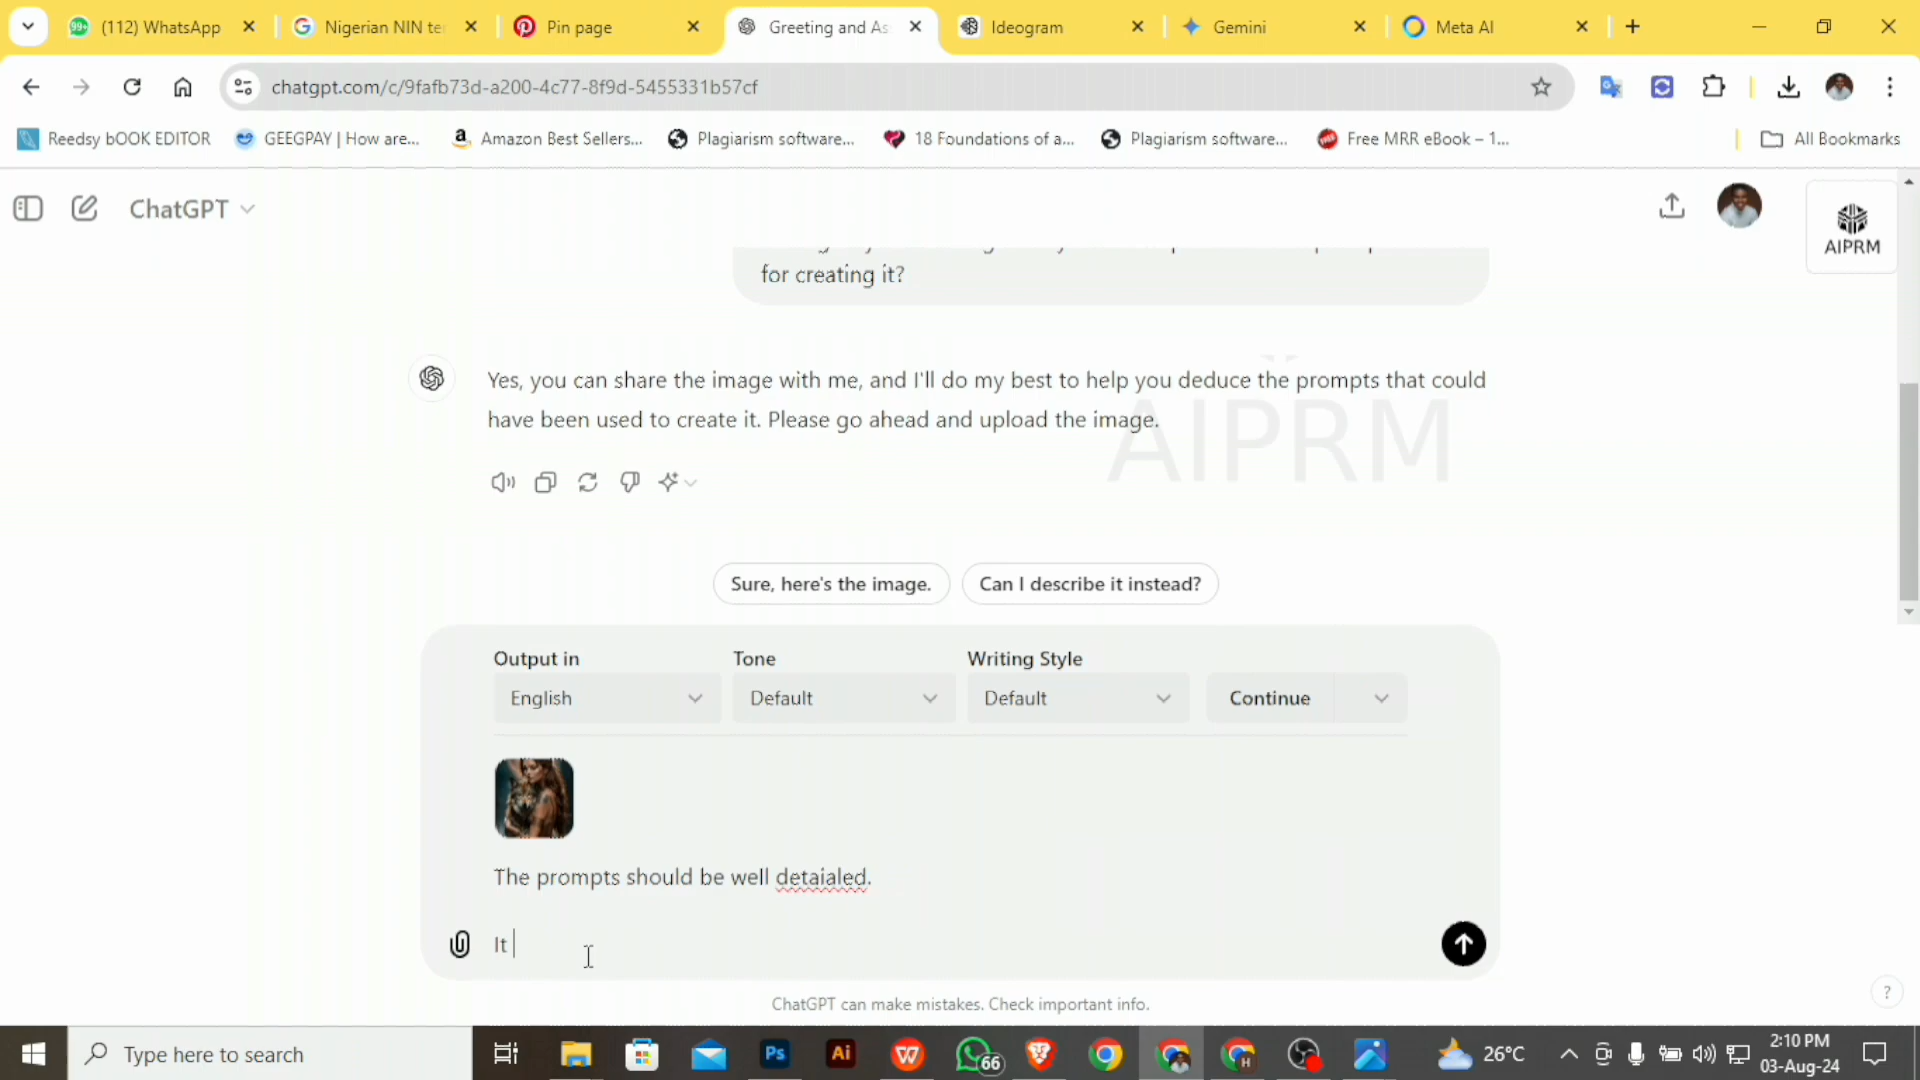 (112) WhatsApp
Nigerian NIN te
Pin page
Greeting and As
Ideogram
Gemini
Meta AI
chatgpt.com/c/9fafb73d-a200-4c77-8f9d-5455331b57cf
Reedsy bOOK EDITOR
GEEGPAY | How are...
Amazon Best Sellers...
Plagiarism software...
18 Foundations of a...
Plagiarism software...
Free MRR eBook – 1...
All Bookmarks
ChatGPT
AIPRM
for creating it?
Yes, you can share the image with me, and I'll do my best to help you deduce the prompts that could
have been used to create it. Please go ahead and upload the image.
AIPRM
Sure, here's the image.
Can I describe it instead?
Output in
Tone
Writing Style
English
Default
Default
Continue
The prompts should be well detaialed.
It
ChatGPT can make mistakes. Check important info.
?
Type here to search
Ps
Ai
66
26°C
2:10 PM
03-Aug-24